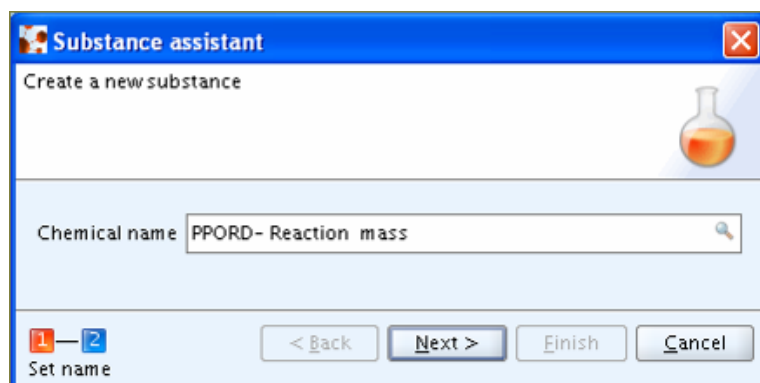 Substance assistant
Create a new substance
Chemical name PPORD- Reaction mass
1 2
< Back Next > Finish Cancel
Set name